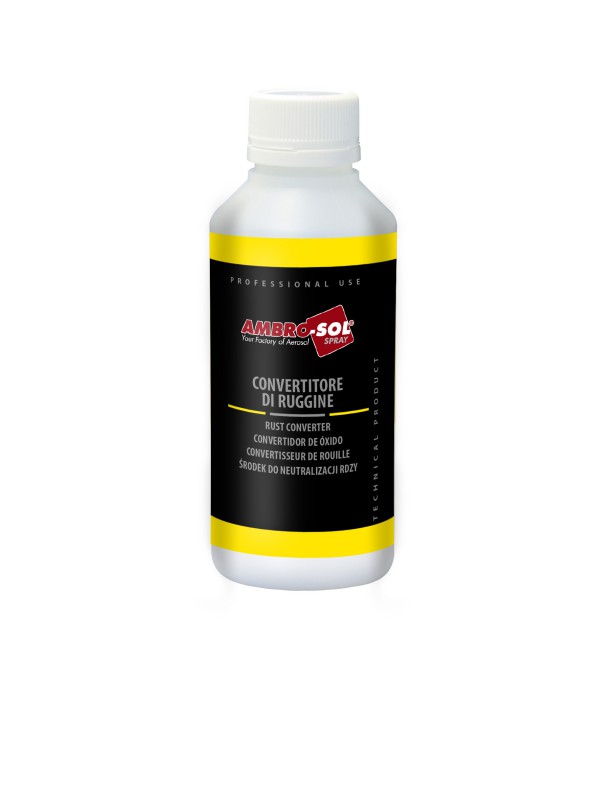 PROFESSIONAL USE
AMBRO-SOL®
Your Factory of Aerosol
SPRAY
CONVERTITORE
DI RUGGINE
RUST CONVERTER
CONVERTIDOR DE ÓXIDO
CONVERTISSEUR DE ROUILLE
ŚRODEK DO NEUTRALIZACJI RDZY
TECHNICAL PRODUCT